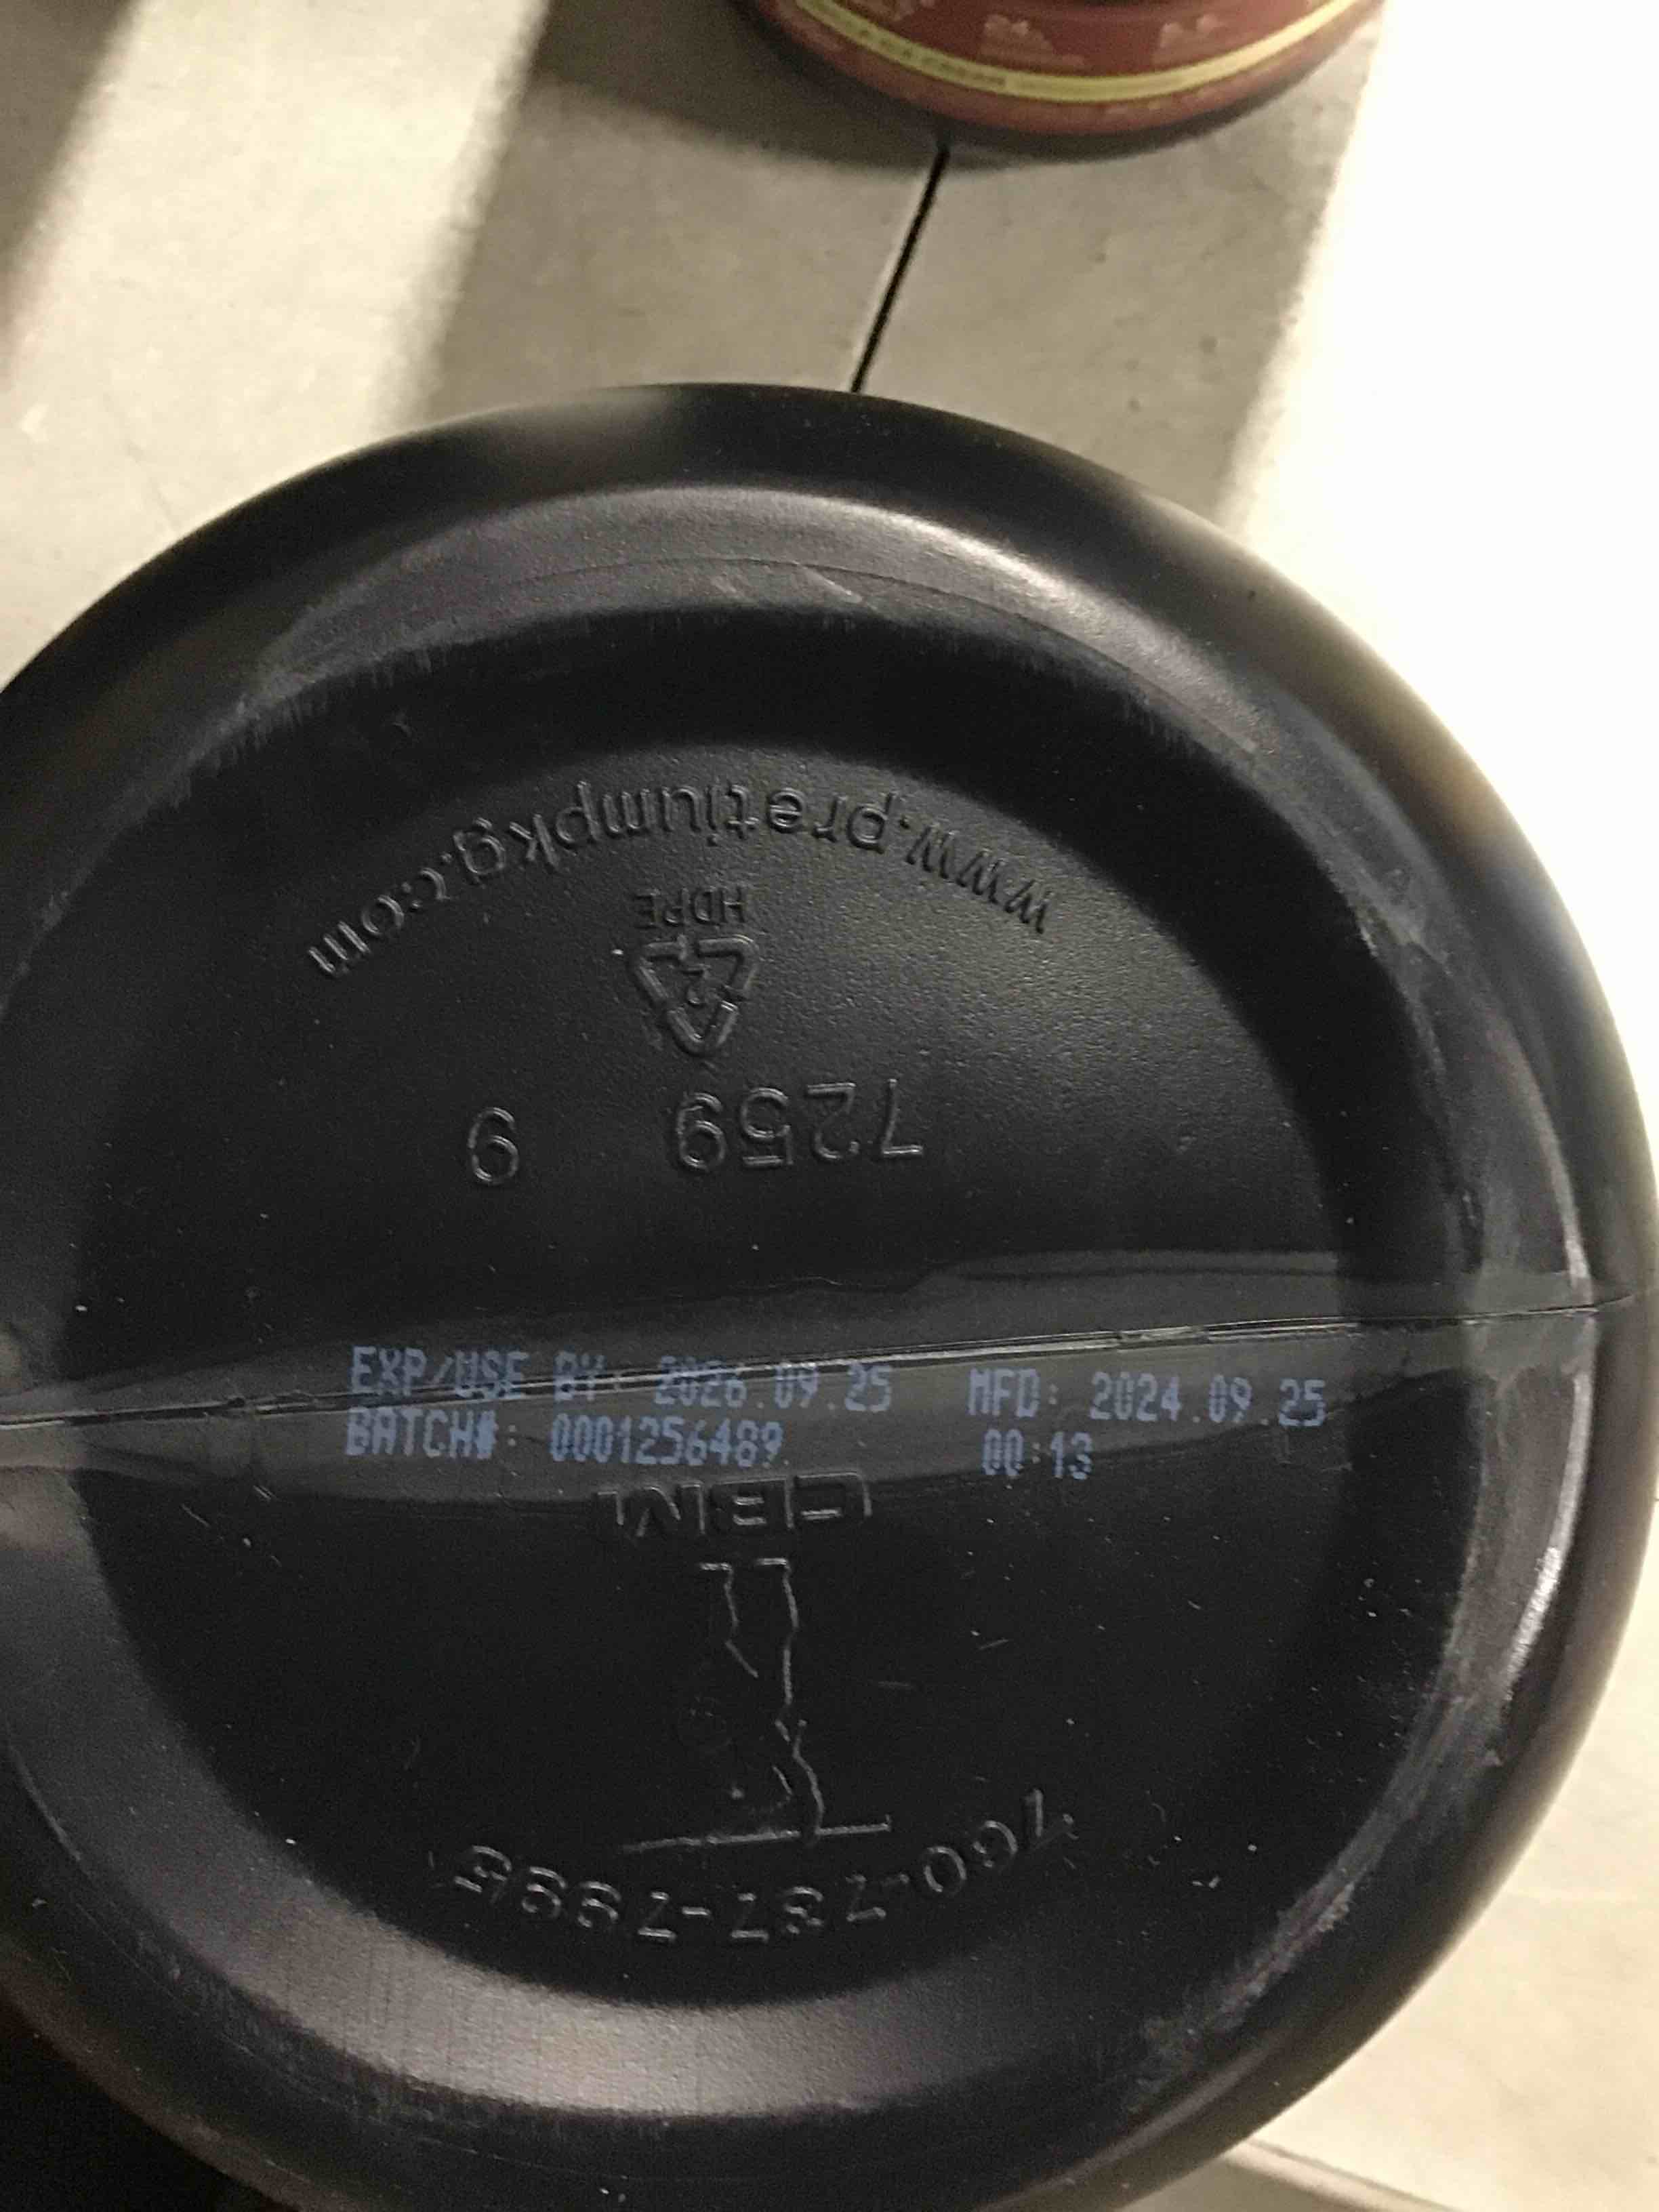 www.pretiumpkg.com
HDPE
2
7259 9
EXP/USE BY: 2026.09.25 MFD: 2024.09.25
BATCH#: 0001256489 00:13
760-737-7995